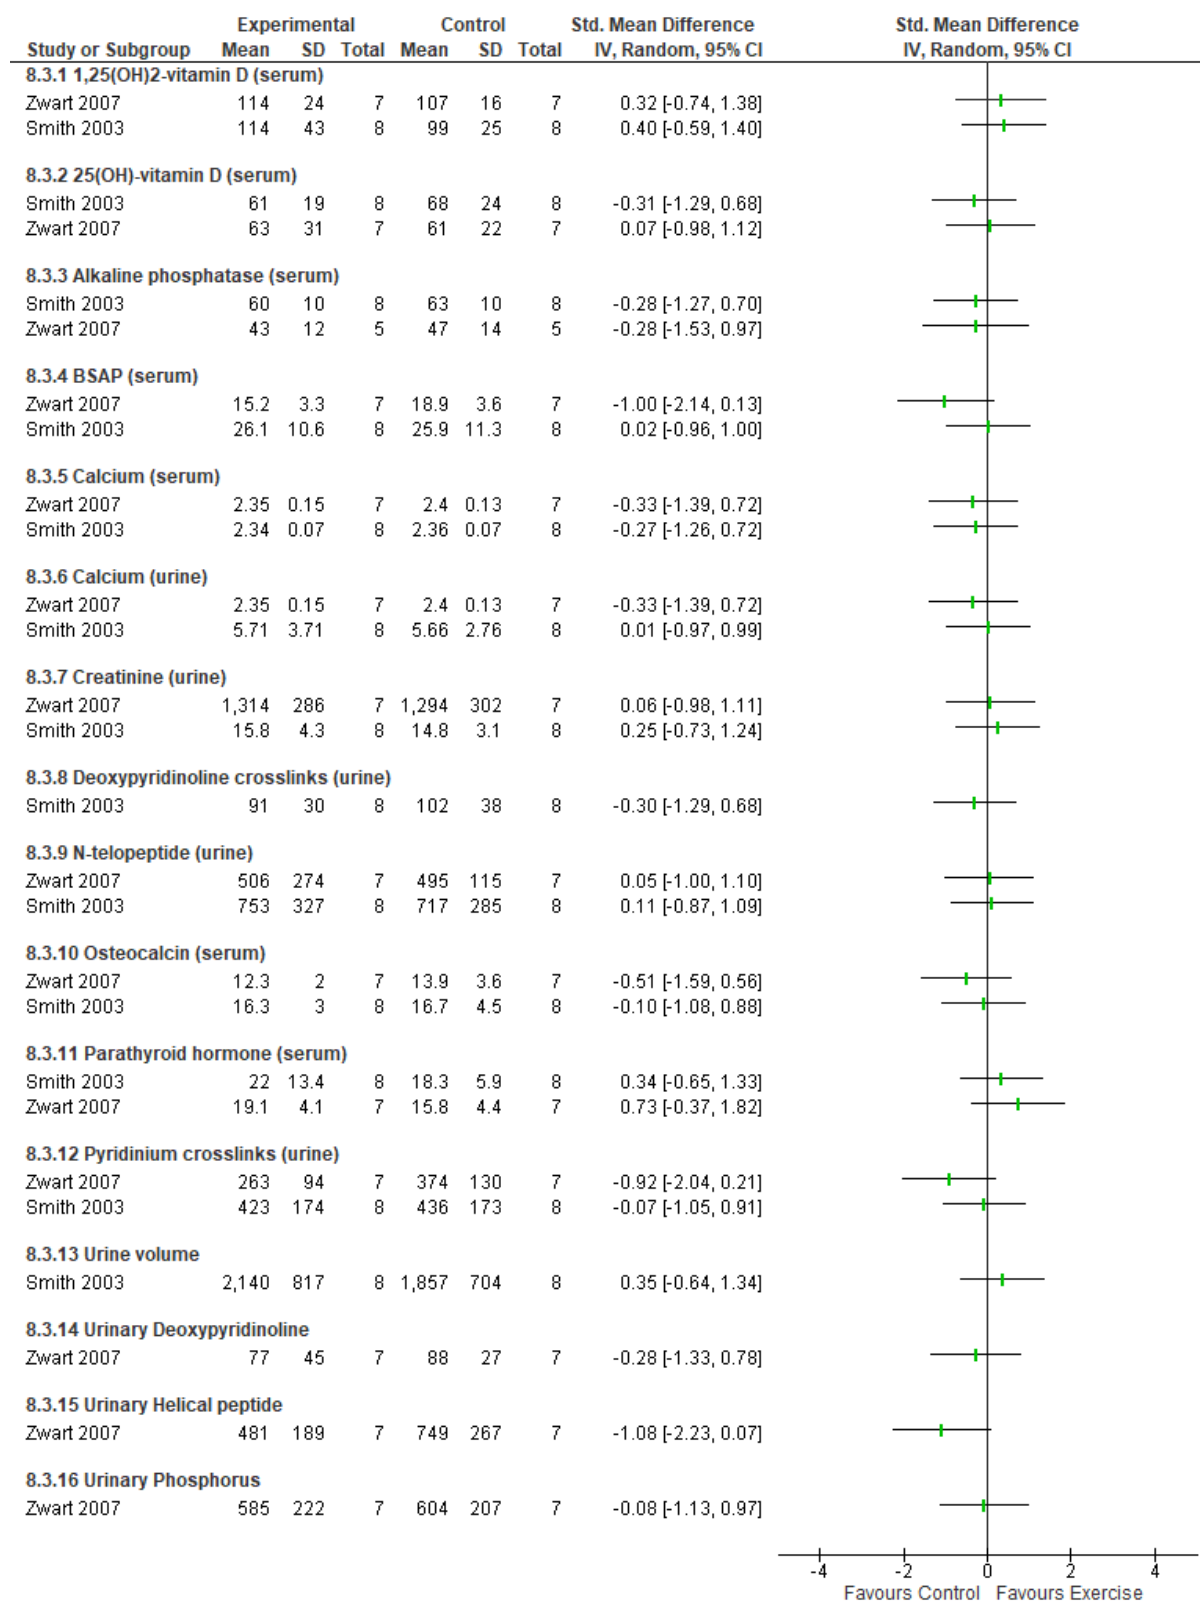 Experimental Control Std. Mean Difference Std. Mean Difference
Study or Subgroup Mean SD Total Mean SD Total IV, Random, 95% CI IV, Random, 95% CI
8.3.1 1,25(OH)2-vitamin D (serum)
Zwart 2007 114 24 7 107 16 7 0.32 [-0.74, 1.38]
Smith 2003 114 43 8 99 25 8 0.40 [-0.59, 1.40]
8.3.2 25(OH)-vitamin D (serum)
Smith 2003 61 19 8 68 24 8 -0.31 [-1.29, 0.68]
Zwart 2007 63 31 7 61 22 7 0.07 [-0.98, 1.12]
8.3.3 Alkaline phosphatase (serum)
Smith 2003 60 10 8 63 10 8 -0.28 [-1.27, 0.70]
Zwart 2007 43 12 5 47 14 5 -0.28 [-1.53, 0.97]
8.3.4 BSAP (serum)
Zwart 2007 15.2 3.3 7 18.9 3.6 7 -1.00 [-2.14, 0.13]
Smith 2003 26.1 10.6 8 25.9 11.3 8 0.02 [-0.96, 1.00]
8.3.5 Calcium (serum)
Zwart 2007 2.35 0.15 7 2.4 0.13 7 -0.33 [-1.39, 0.72]
Smith 2003 2.34 0.07 8 2.36 0.07 8 -0.27 [-1.26, 0.72]
8.3.6 Calcium (urine)
Zwart 2007 2.35 0.15 7 2.4 0.13 7 -0.33 [-1.39, 0.72]
Smith 2003 5.71 3.71 8 5.66 2.76 8 0.01 [-0.97, 0.99]
8.3.7 Creatinine (urine)
Zwart 2007 1,314 286 7 1,294 302 7 0.06 [-0.98, 1.11]
Smith 2003 15.8 4.3 8 14.8 3.1 8 0.25 [-0.73, 1.24]
8.3.8 Deoxypyridinoline crosslinks (urine)
Smith 2003 91 30 8 102 38 8 -0.30 [-1.29, 0.68]
8.3.9 N-telopeptide (urine)
Zwart 2007 506 274 7 495 115 7 0.05 [-1.00, 1.10]
Smith 2003 753 327 8 717 285 8 0.11 [-0.87, 1.09]
8.3.10 Osteocalcin (serum)
Zwart 2007 12.3 2 7 13.9 3.6 7 -0.51 [-1.59, 0.56]
Smith 2003 16.3 3 8 16.7 4.5 8 -0.10 [-1.08, 0.88]
8.3.11 Parathyroid hormone (serum)
Smith 2003 22 13.4 8 18.3 5.9 8 0.34 [-0.65, 1.33]
Zwart 2007 19.1 4.1 7 15.8 4.4 7 0.73 [-0.37, 1.82]
8.3.12 Pyridinium crosslinks (urine)
Zwart 2007 263 94 7 374 130 7 -0.92 [-2.04, 0.21]
Smith 2003 423 174 8 436 173 8 -0.07 [-1.05, 0.91]
8.3.13 Urine volume
Smith 2003 2,140 817 8 1,857 704 8 0.35 [-0.64, 1.34]
8.3.14 Urinary Deoxypyridinoline
Zwart 2007 77 45 7 88 27 7 -0.28 [-1.33, 0.78]
8.3.15 Urinary Helical peptide
Zwart 2007 481 189 7 749 267 7 -1.08 [-2.23, 0.07]
8.3.16 Urinary Phosphorus
Zwart 2007 585 222 7 604 207 7 -0.08 [-1.13, 0.97]
-4 -2 0 2 4
Favours Control Favours Exercise